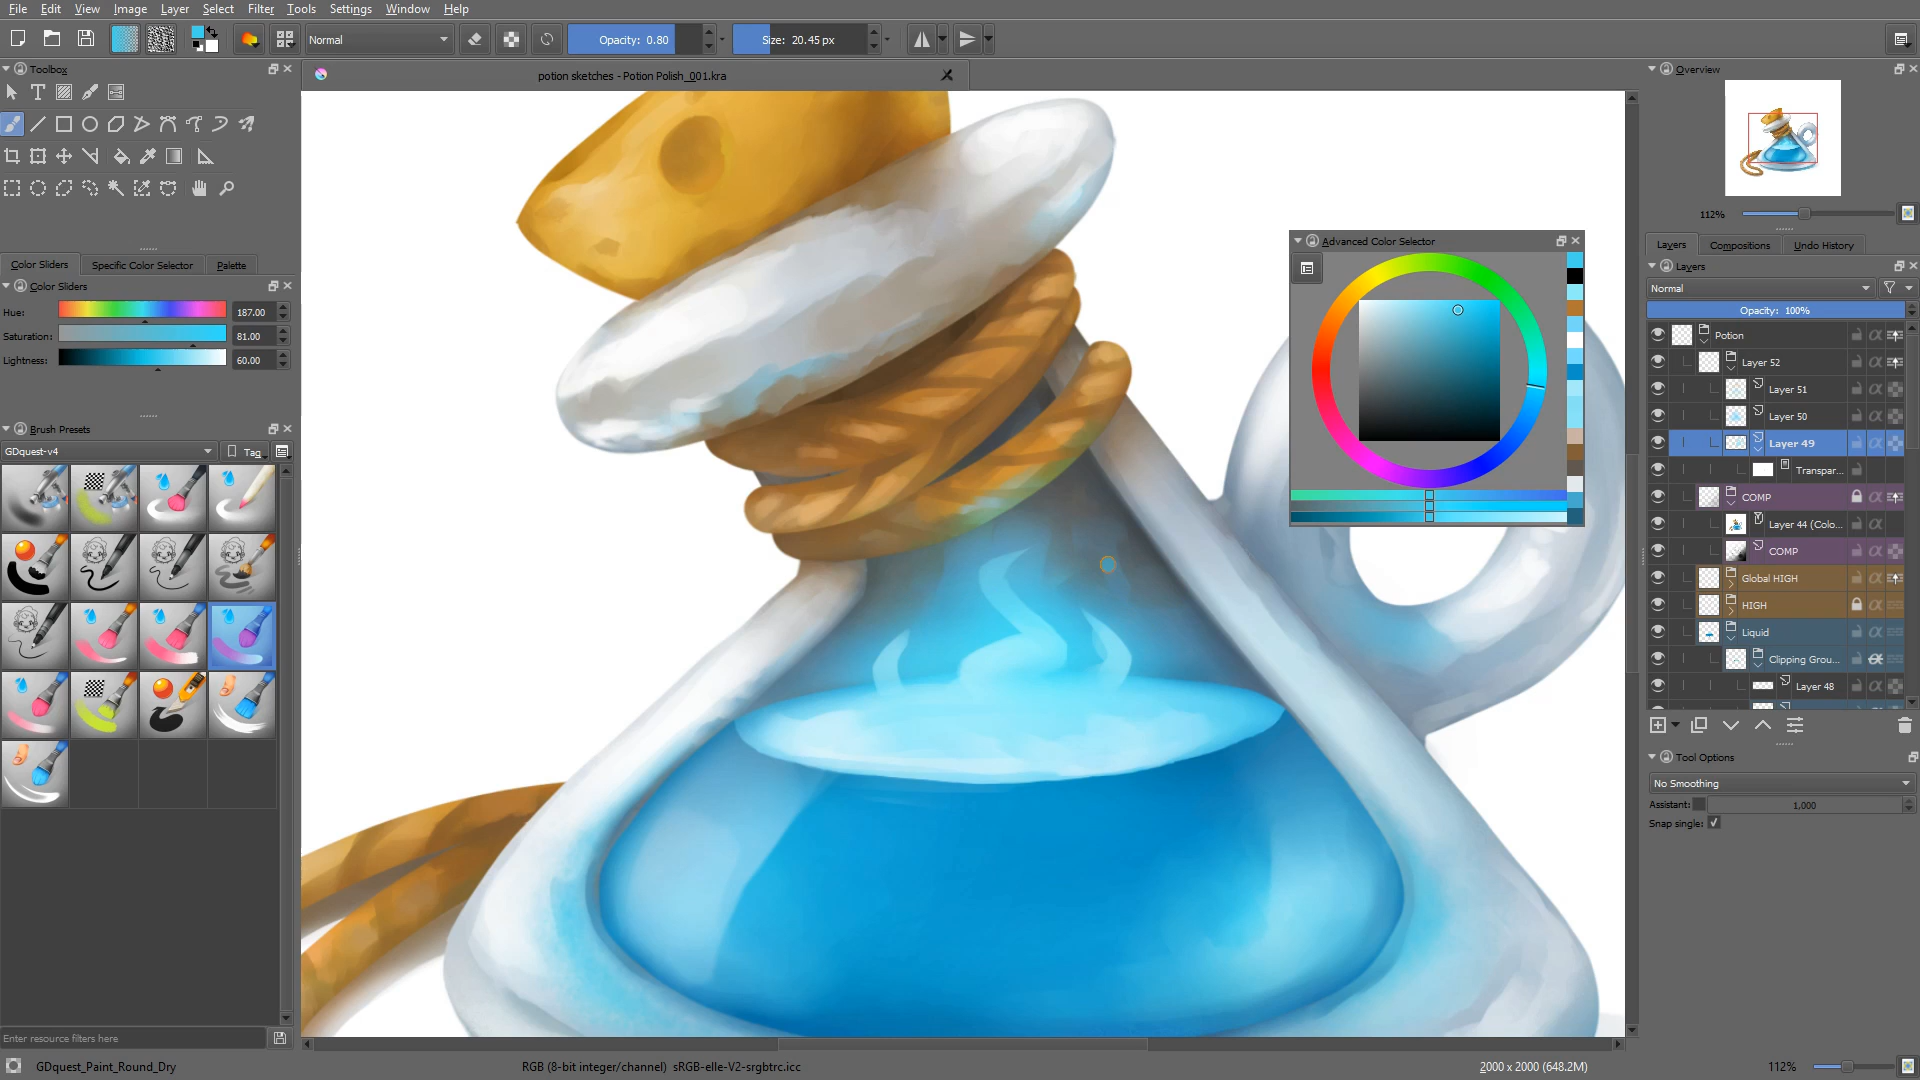 File Edit View Image Layer Select Filter Tools Settings Window Help
Normal
Opacity: 0.80
Size: 20.45 px
Toolbox
potion sketches - Potion Polish_001.kra
Overview
112%
Color Sliders Specific Color Selector Palette
Color Sliders
Hue: 187.00
Saturation: 81.00
Lightness: 60.00
Brush Presets
GDquest-v4
Tag
Enter resource filters here
GDquest_Paint_Round_Dry
RGB (8-bit integer/channel) sRGB-elle-V2-srgbtrc.icc
2000 x 2000 (648.2M)
112%
Advanced Color Selector
Layers Compositions Undo History
Layers
Normal
Opacity: 100%
Potion
Layer 52
Layer 51
Layer 50
Layer 49
Transpar...
COMP
Layer 44 (Colo...
COMP
Global HIGH
HIGH
Liquid
Clipping Grou...
Layer 48
Tool Options
No Smoothing
Assistant: 1,000
Snap single: